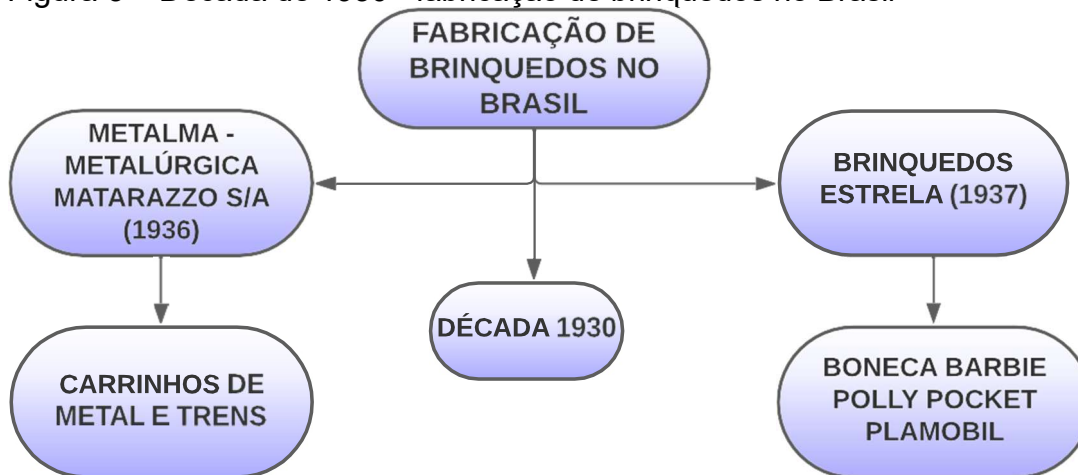 FABRICAÇÃO DE
BRINQUEDOS NO
BRASIL
METALMA -
METALÚRGICA
MATARAZZO S/A
(1936)
BRINQUEDOS
ESTRELA (1937)
DÉCADA 1930
CARRINHOS DE
METAL E TRENS
BONECA BARBIE
POLLY POCKET
PLAMOBIL